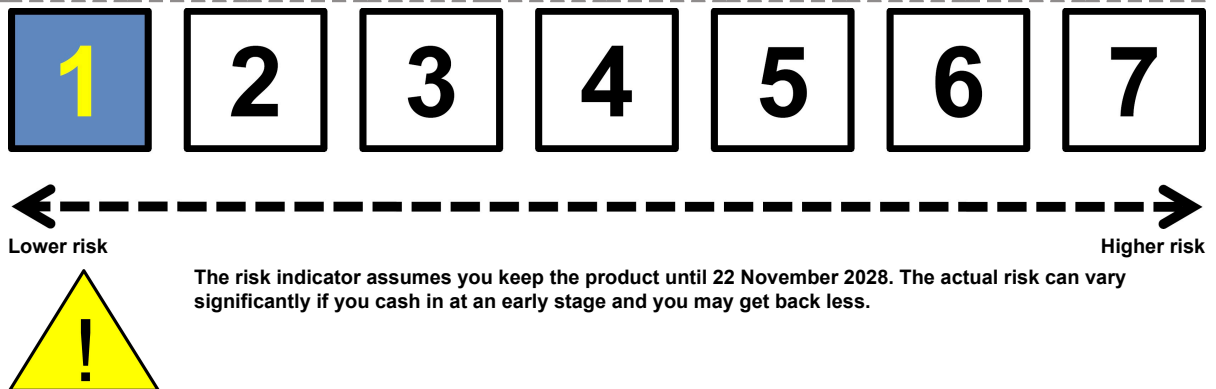 1 2 3 4 5 6 7
Lower risk Higher risk
The risk indicator assumes you keep the product until 22 November 2028. The actual risk can vary
significantly if you cash in at an early stage and you may get back less.
!